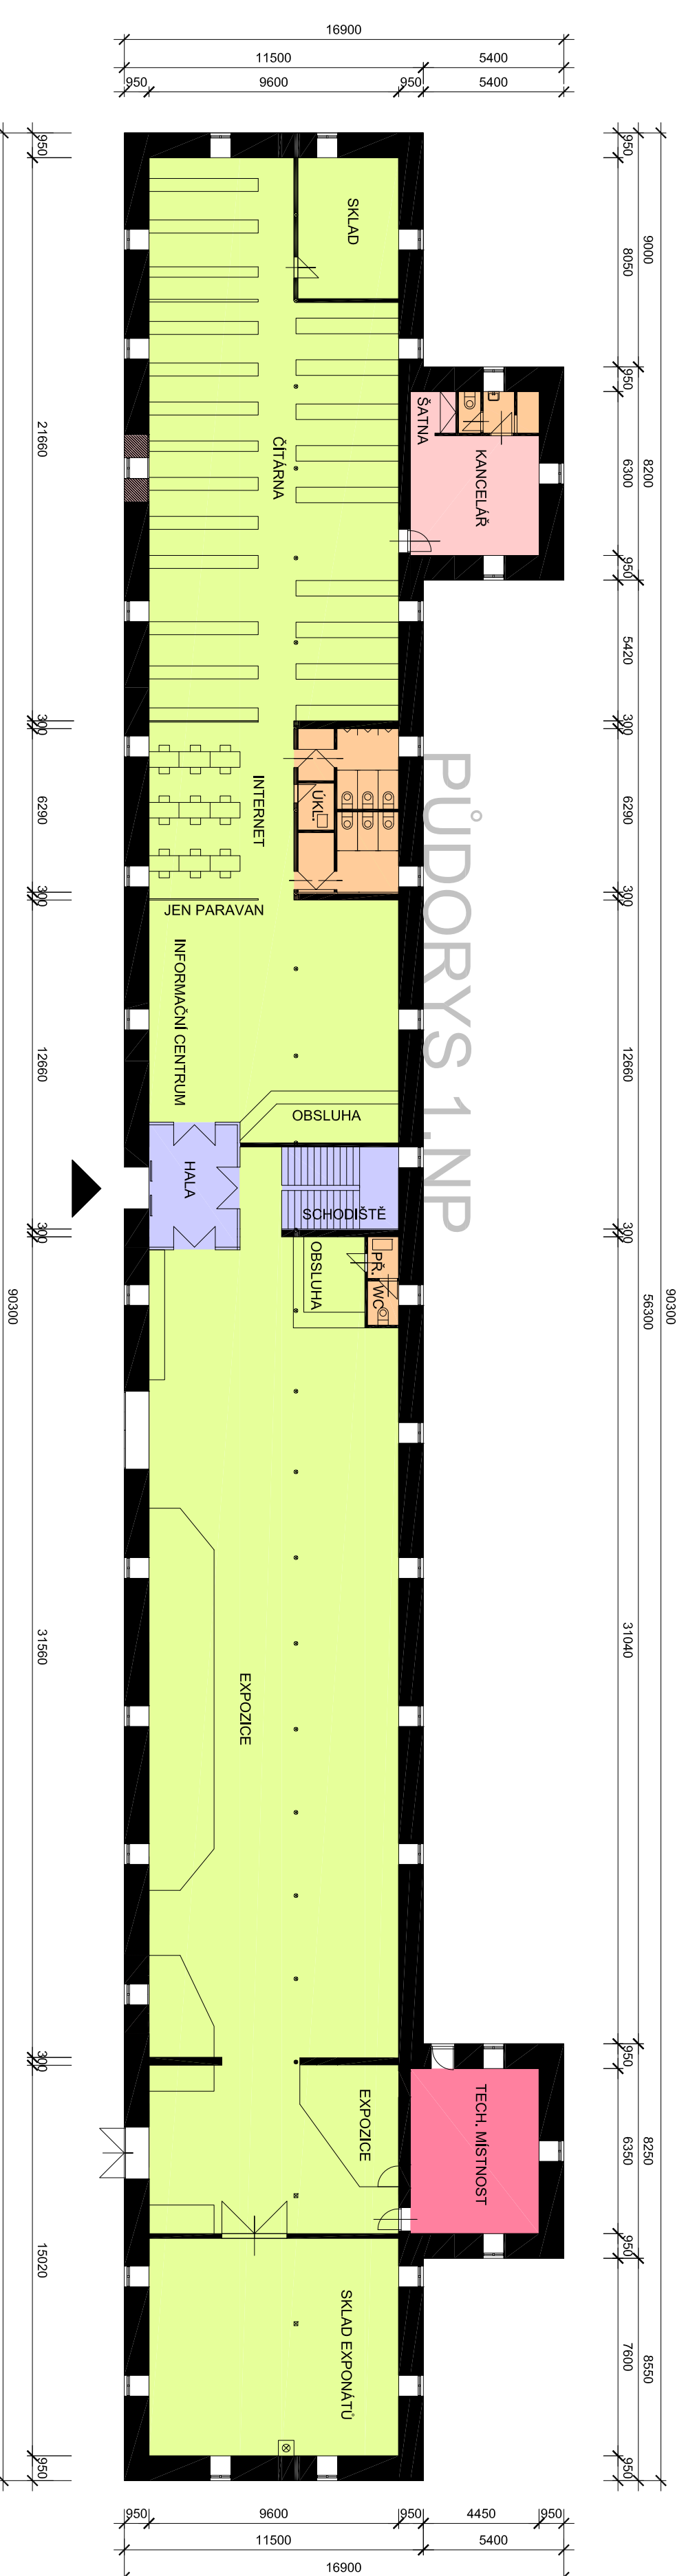 16900
11500
5400
950
9600
950
5400
950
950
9000
8050
SKLAD
950
ŠATNA
KANCELÁŘ
21660
ČÍTÁRNA
6300
8200
950
5420
300
300
PŮDORYS 1.NP
INTERNET
ÚKL.
6290
6290
300
300
JEN PARAVAN
INFORMAČNÍ CENTRUM
12660
12660
OBSLUHA
HALA
SCHODIŠTĚ
300
300
OBSLUHA
PŘ.
WC
90300
56300
90300
31560
31040
EXPOZICE
300
950
EXPOZICE
TECH. MÍSTNOST
6350
8250
950
15020
SKLAD EXPONÁTŮ
7600
8550
950
950
950
9600
950
4450
950
11500
5400
16900